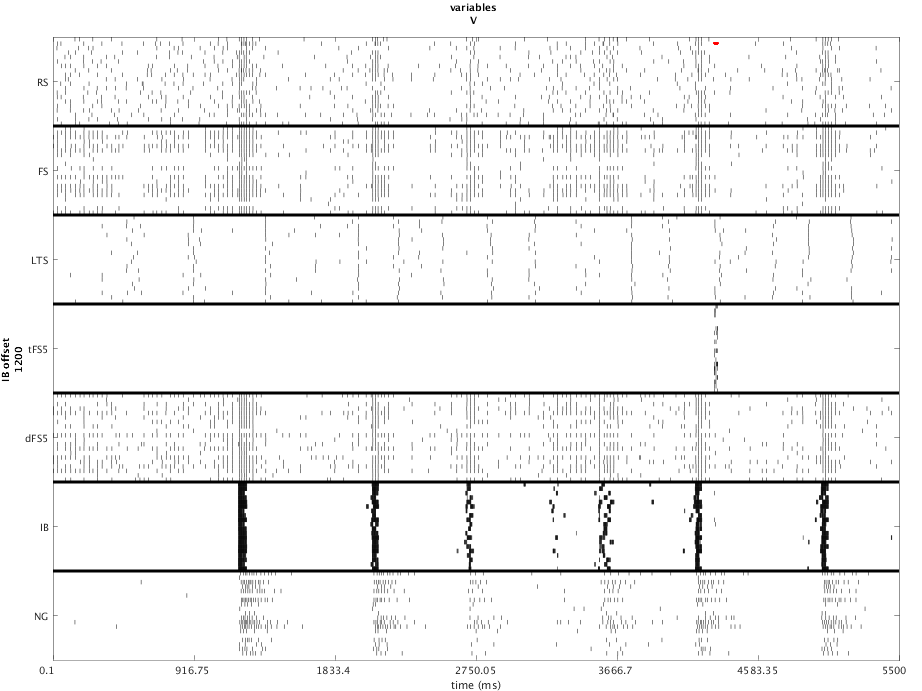 variables
V
RS
FS
LTS
tFS5
dFS5
IB
NG
IB offset
1200
0.1 916.75 1833.4 2750.05 3666.7 4583.35 5500
time (ms)